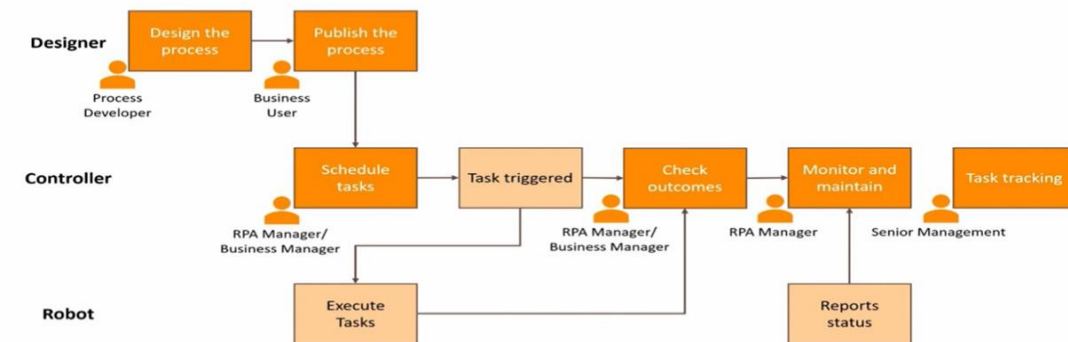 Designer
Design the
process
Publish the
process
Process
Developer
Business
User
Controller
Schedule
tasks
Task triggered
Check
outcomes
Monitor and
maintain
Task tracking
RPA Manager/
Business Manager
RPA Manager/
Business Manager
RPA Manager
Senior Management
Robot
Execute
Tasks
Reports
status